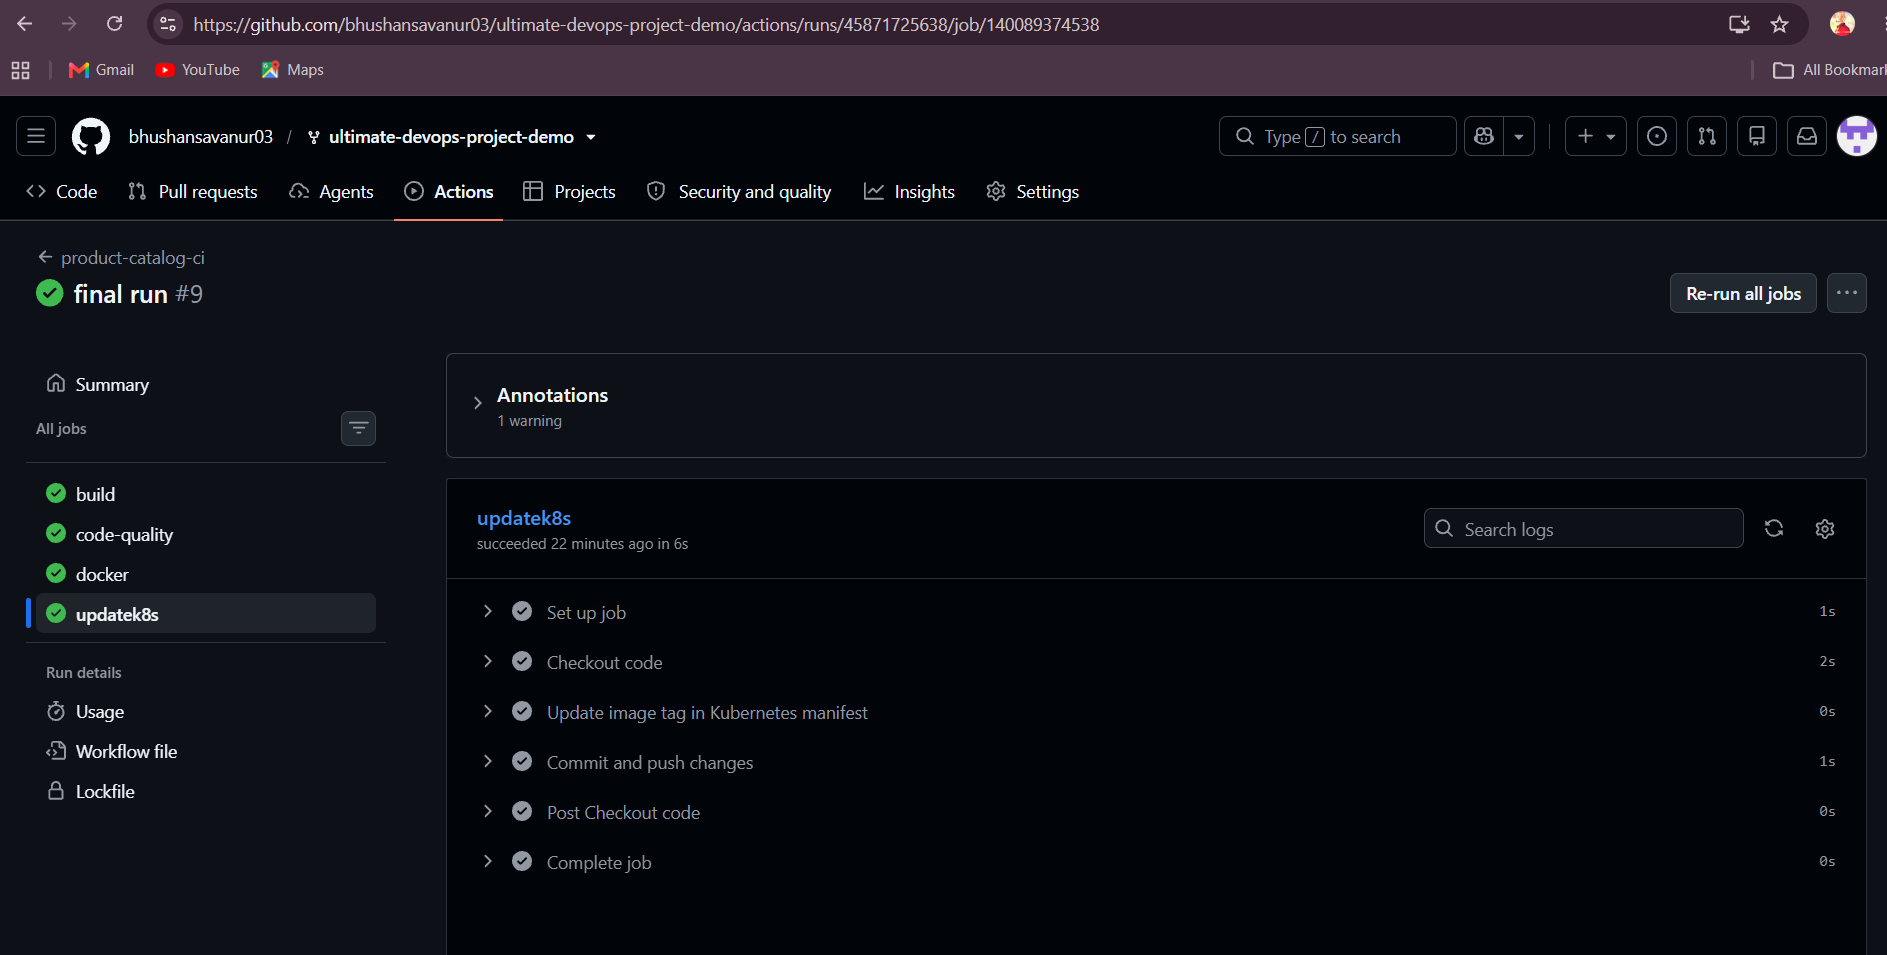 https://github.com/bhushansavanur03/ultimate-devops-project-demo/actions/runs/45871725638/job/140089374538
Gmail YouTube Maps All Bookmar
bhushansavanur03 / ultimate-devops-project-demo Type / to search
Code Pull requests Agents Actions Projects Security and quality Insights Settings
product-catalog-ci
final run #9
Re-run all jobs
Summary
All jobs
build
code-quality
docker
updatek8s
Run details
Usage
Workflow file
Lockfile
Annotations
1 warning
updatek8s
succeeded 22 minutes ago in 6s
Search logs
Set up job 1s
Checkout code 2s
Update image tag in Kubernetes manifest 0s
Commit and push changes 1s
Post Checkout code 0s
Complete job 0s